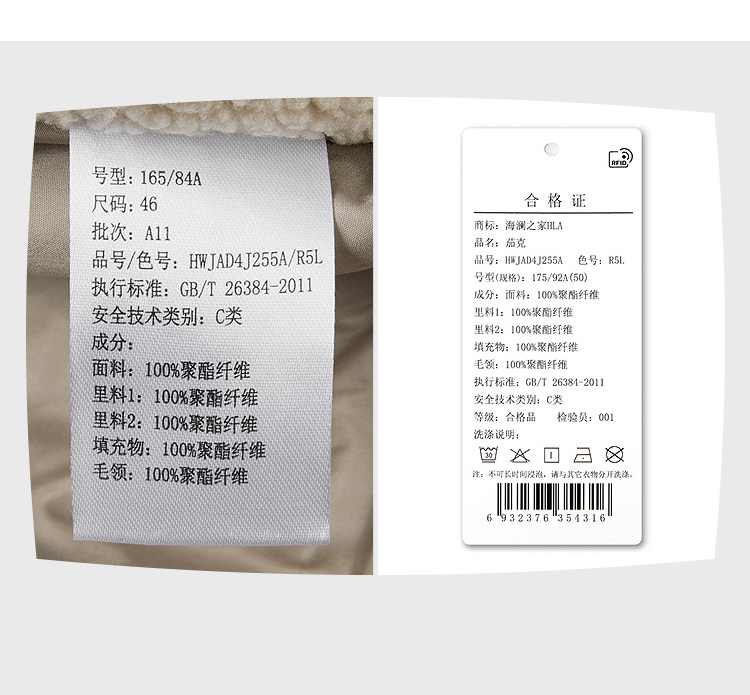 号型: 165/84A
尺码: 46
批次: A11
品号/色号: HWJAD4J255A/R5L
执行标准: GB/T 26384-2011
安全技术类别: C类
成分:
面料: 100%聚酯纤维
里料1: 100%聚酯纤维
里料2: 100%聚酯纤维
填充物: 100%聚酯纤维
毛领: 100%聚酯纤维
RFID
合格证
商标: 海澜之家HLA
品名: 茄克
品号: HWJAD4J255A 色号: R5L
号型(规格): 175/92A(50)
成分: 面料: 100%聚酯纤维
里料1: 100%聚酯纤维
里料2: 100%聚酯纤维
填充物: 100%聚酯纤维
毛领: 100%聚酯纤维
执行标准: GB/T 26384-2011
安全技术类别: C类
等级: 合格品 检验员: 001
洗涤说明:
30
注: 不可长时间浸泡, 请与其它衣物分开洗涤。
6 932376 354316